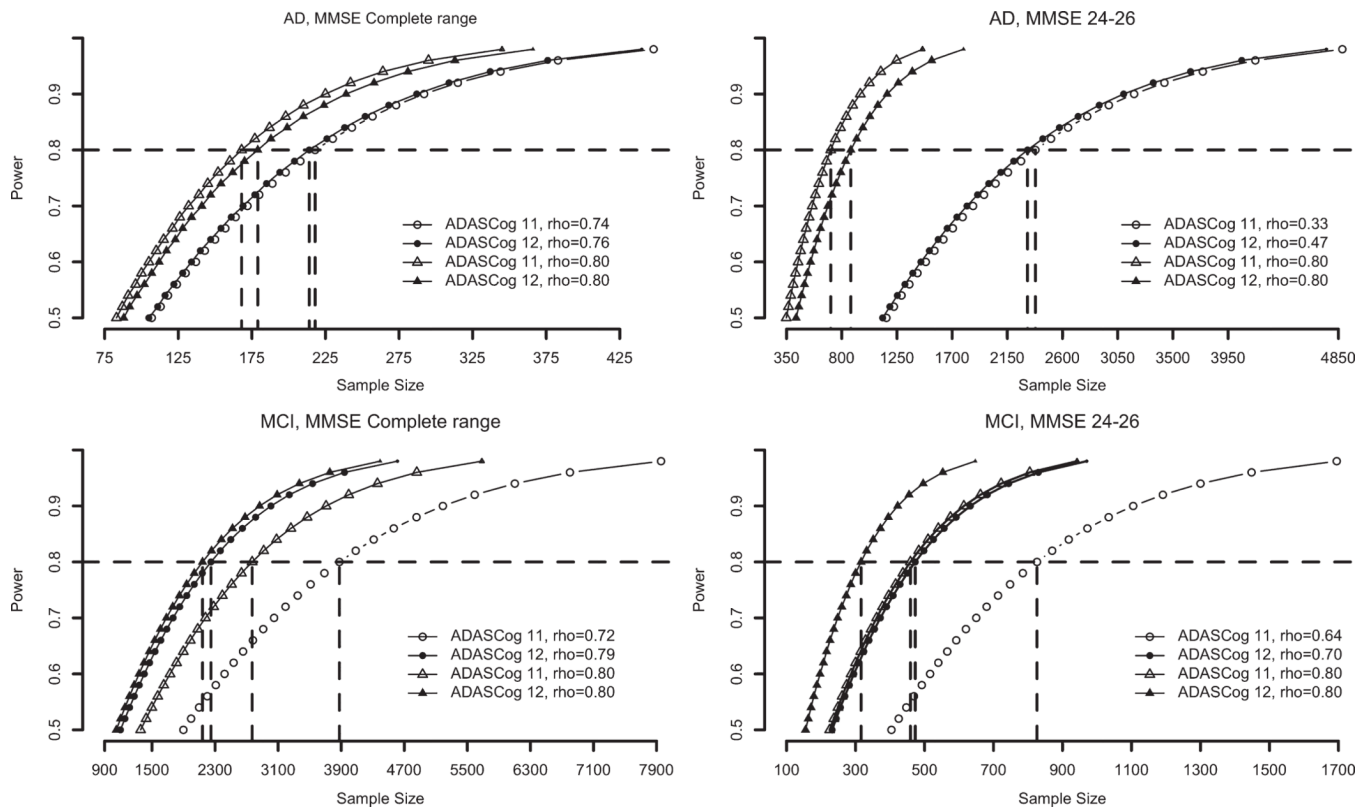 AD, MMSE Complete range
Power
0.5 0.6 0.7 0.8 0.9
ADASCog 11, rho=0.74
ADASCog 12, rho=0.76
ADASCog 11, rho=0.80
ADASCog 12, rho=0.80
75 125 175 225 275 325 375 425
Sample Size
AD, MMSE 24-26
Power
0.5 0.6 0.7 0.8 0.9
ADASCog 11, rho=0.33
ADASCog 12, rho=0.47
ADASCog 11, rho=0.80
ADASCog 12, rho=0.80
350 800 1250 1700 2150 2600 3050 3500 3950 4850
Sample Size
MCI, MMSE Complete range
Power
0.5 0.6 0.7 0.8 0.9
ADASCog 11, rho=0.72
ADASCog 12, rho=0.79
ADASCog 11, rho=0.80
ADASCog 12, rho=0.80
900 1500 2300 3100 3900 4700 5500 6300 7100 7900
Sample Size
MCI, MMSE 24-26
Power
0.5 0.6 0.7 0.8 0.9
ADASCog 11, rho=0.64
ADASCog 12, rho=0.70
ADASCog 11, rho=0.80
ADASCog 12, rho=0.80
100 300 500 700 900 1100 1300 1500 1700
Sample Size